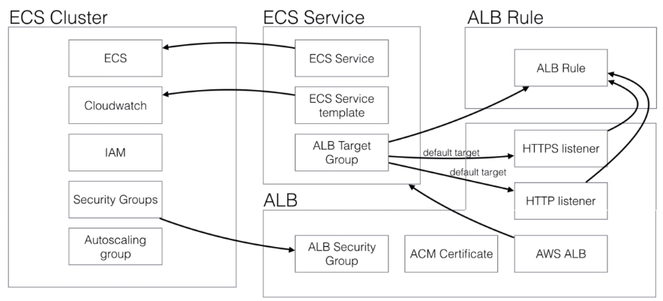 ECS Cluster
ECS
Cloudwatch
IAM
Security Groups
Autoscaling
group
ECS Service
ECS Service
ECS Service
template
ALB Target
Group
ALB Rule
ALB Rule
default target
default target
HTTPS listener
HTTP listener
ALB
ALB Security
Group
ACM Certificate
AWS ALB